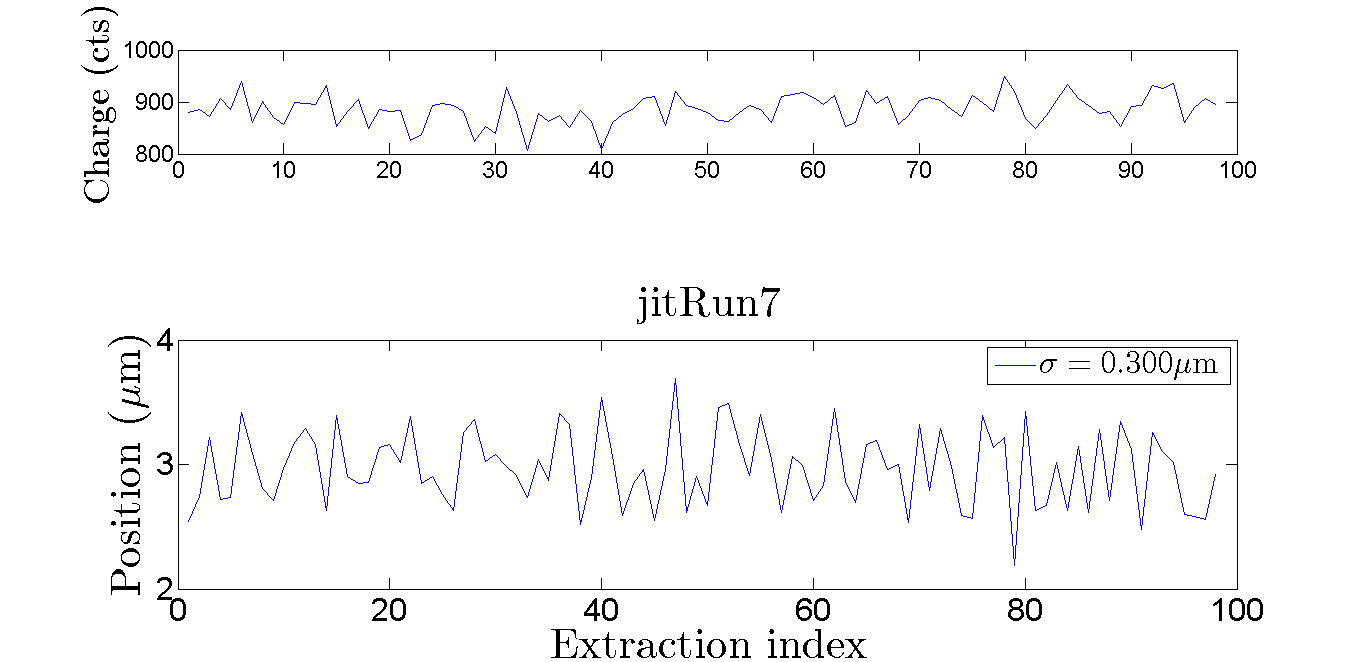 Charge (cts)
1000
900
800
0 10 20 30 40 50 60 70 80 90 100
jitRun7
Position (μm)
4
3
2
σ = 0.300μm
0 20 40 60 80 100
Extraction index